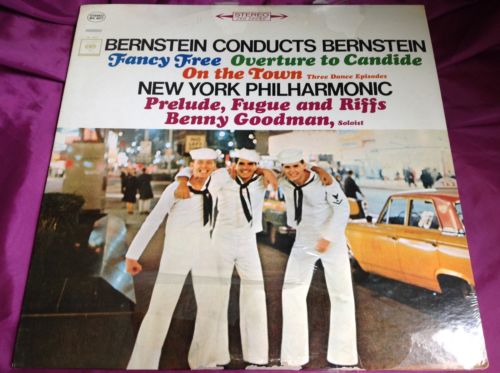 STEREO
BERNSTEIN CONDUCTS BERNSTEIN
Fancy Free Overture to Candide
On the Town Three Dance Episodes
NEW YORK PHILHARMONIC
Prelude, Fugue and Riffs
Benny Goodman, Soloist